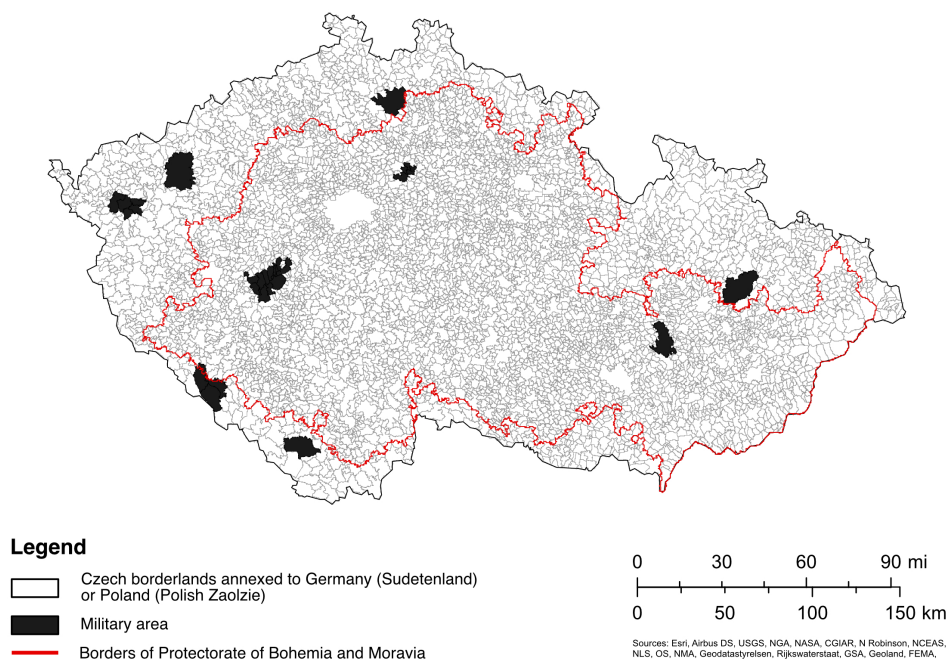 Legend
Czech borderlands annexed to Germany (Sudetenland)
or Poland (Polish Zaolzie)
Military area
Borders of Protectorate of Bohemia and Moravia
0 30 60 90 mi
0 50 100 150 km
Sources: Esri, Airbus DS, USGS, NGA, NASA, CGIAR, N Robinson, NCEAS,
NLS, OS, NMA, Geodatastyrelsen, Rijkswaterstaat, GSA, Geoland, FEMA,